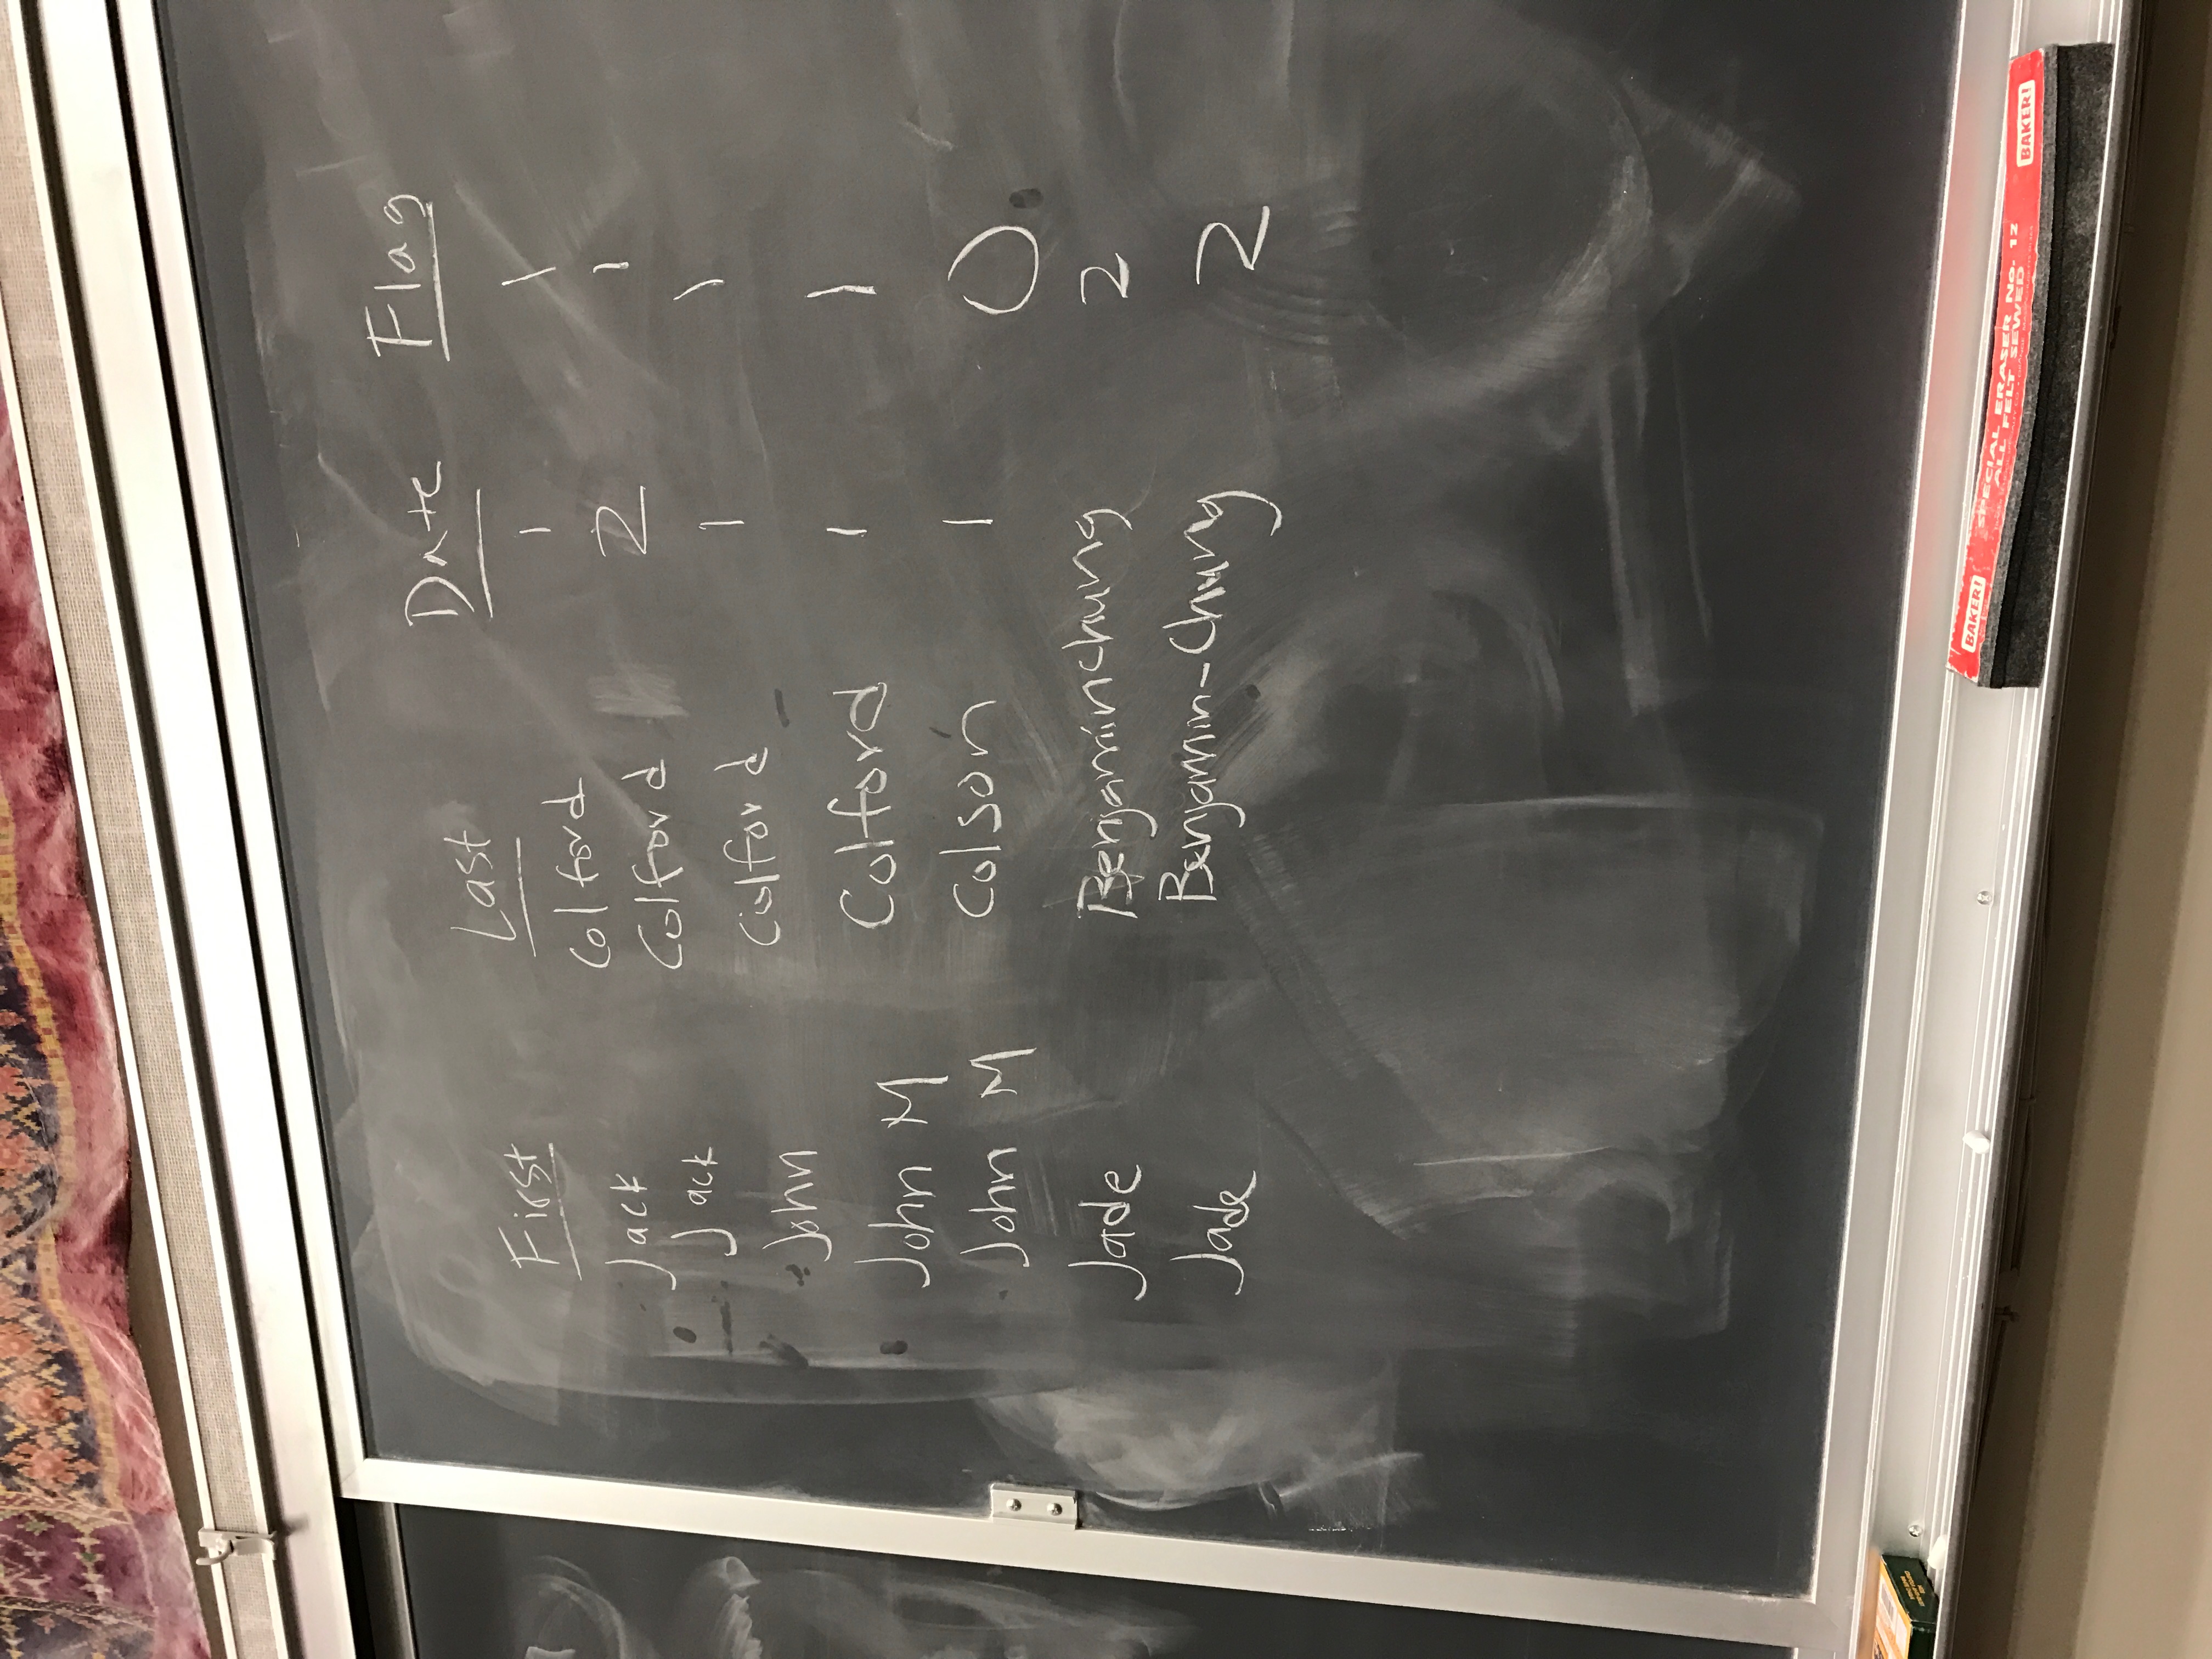 First Last Date Flag
Jack Colford 1 1
Jack Colford 2 1
John Colford 1 1
John M Colford 1 1
John M Colson 1 0
Jade Benjaminchung 2
Jade Benjamin-Chung 2
BAKER! SPECIAL ERASER No. 12 BAKER!
ALL FELT SEWED